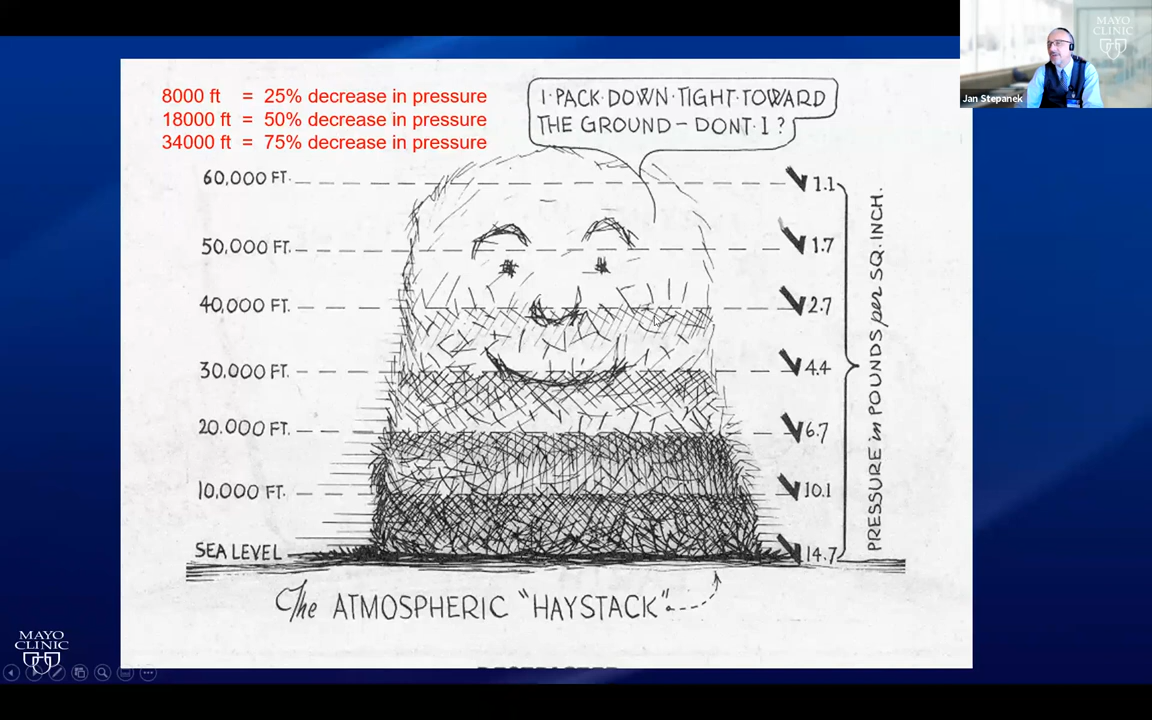 MAYO
CLINIC
Jan Stepanek
8000 ft = 25% decrease in pressure
18000 ft = 50% decrease in pressure
34000 ft = 75% decrease in pressure
I PACK DOWN TIGHT TOWARD
THE GROUND – DONT I?
60,000 FT. 1.1
50,000 FT. 1.7
40,000 FT. 2.7
30,000 FT. 4.4
20,000 FT. 6.7
10,000 FT. 10.1
SEA LEVEL 14.7
PRESSURE in POUNDS per SQ. INCH.
The ATMOSPHERIC "HAYSTACK"
MAYO
CLINIC